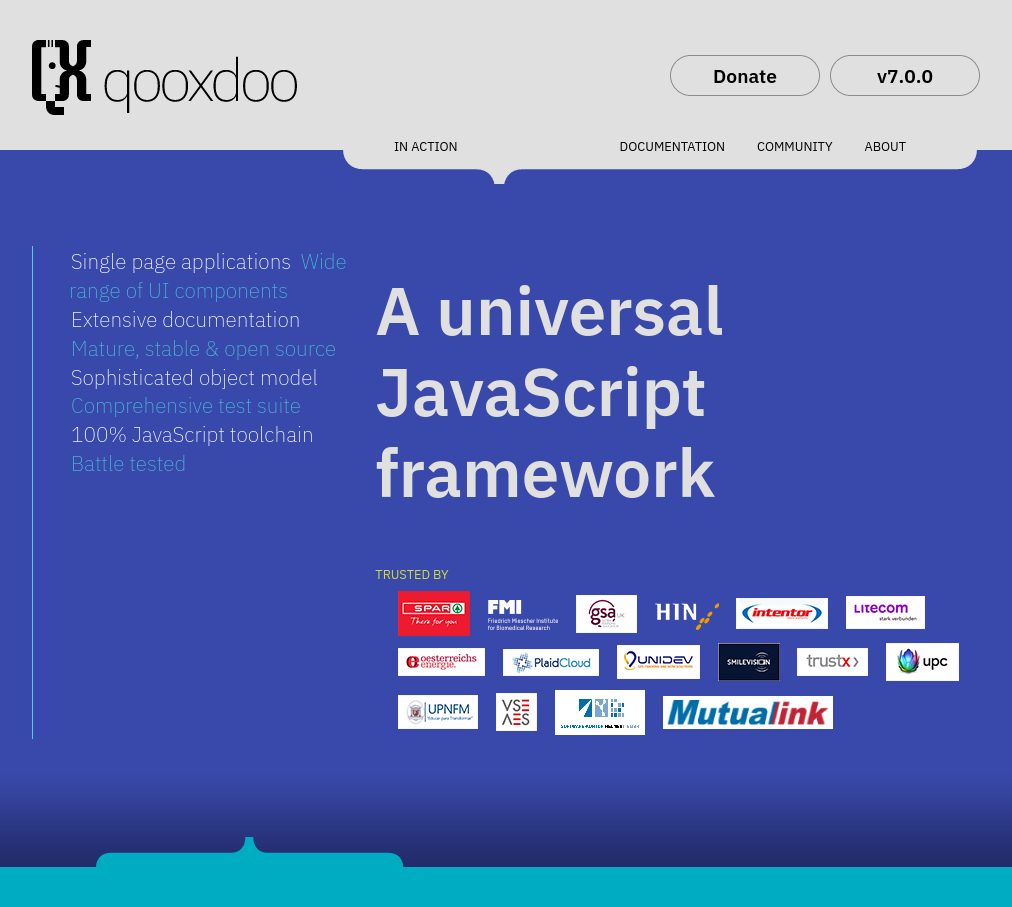 qooxdoo
Donate
v7.0.0
IN ACTION
DOCUMENTATION
COMMUNITY
ABOUT
Single page applications Wide
range of UI components
Extensive documentation
Mature, stable & open source
Sophisticated object model
Comprehensive test suite
100% JavaScript toolchain
Battle tested
A universal
JavaScript
framework
TRUSTED BY
SPAR
There for you
FMI
Friedrich Miescher Institute
for Biomedical Research
gsa UK
HIN
intentor
LITECOM
stark verbunden
oesterreichs
energie.
PlaidCloud
UNIDEV
SMILEVISION
trustx
upc
UPNFM
"Educar para Transformar"
VSE
AES
Mutualink